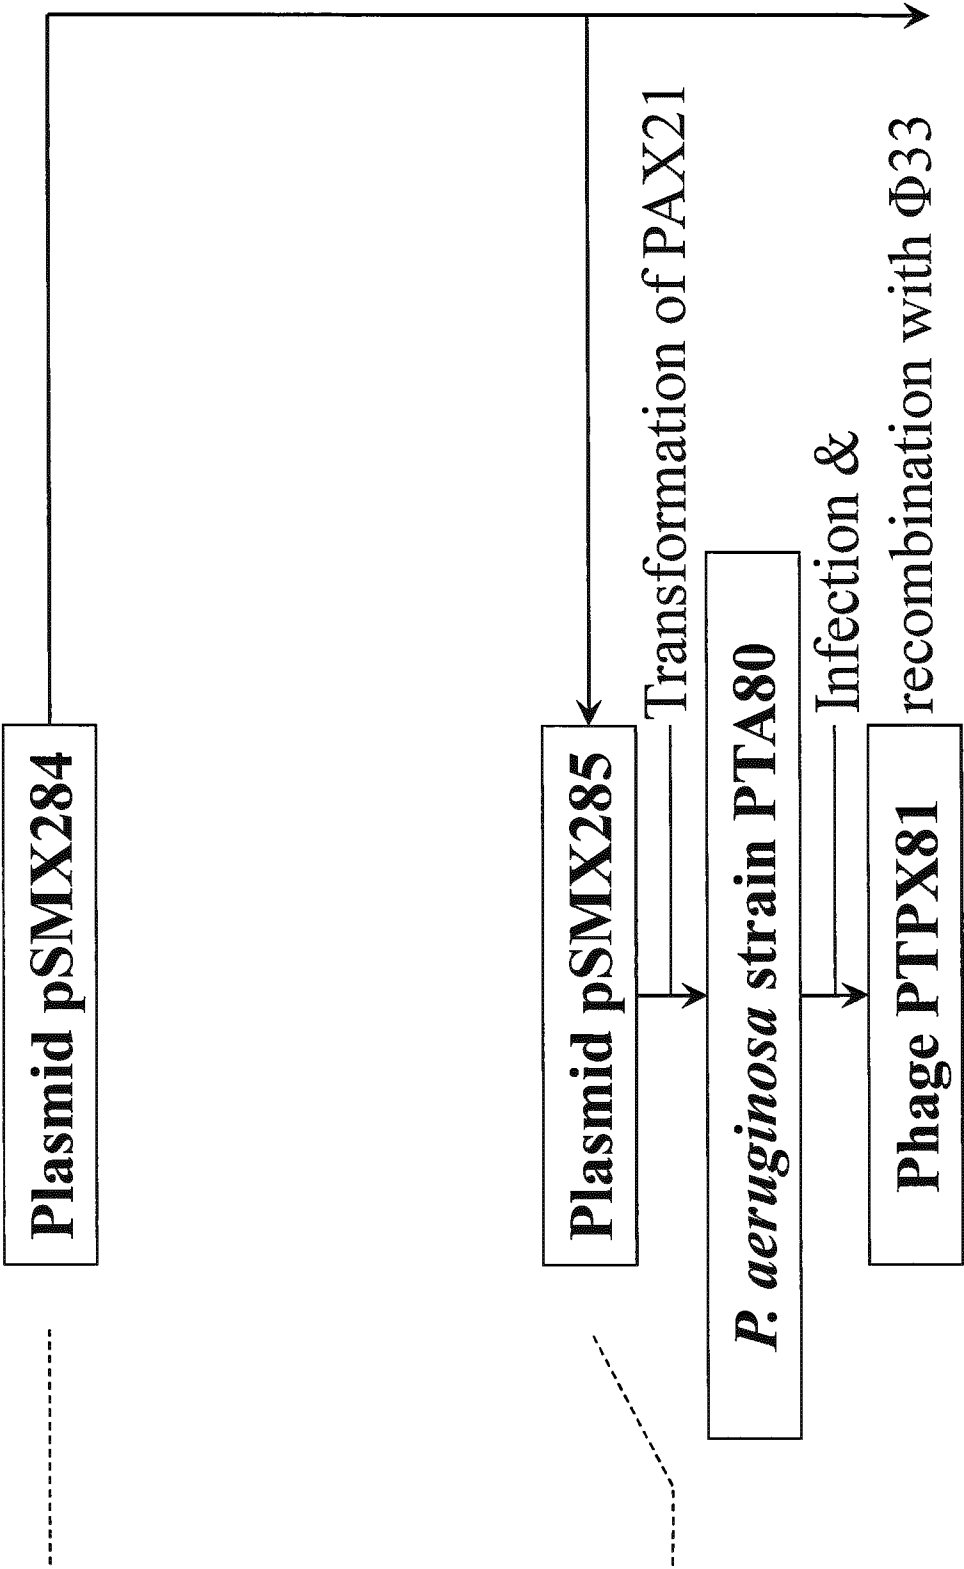 Plasmid pSMX284
Plasmid pSMX285
Transformation of PAX21
P. aeruginosa strain PTA80
Infection &
recombination with Φ33
Phage PTPX81